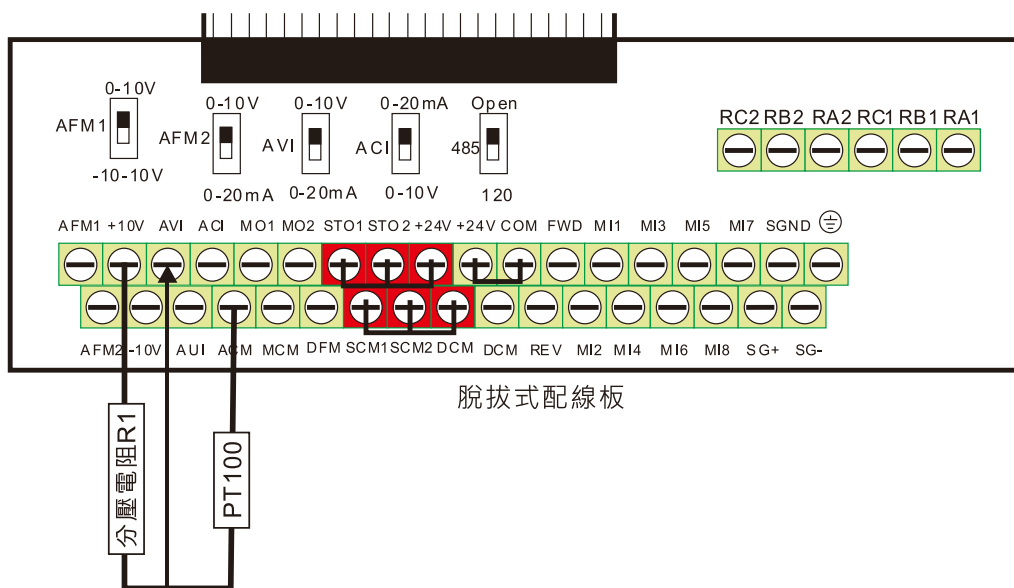 0-10V
AFM1
-10-10V
0-10V
AFM2
0-20mA
0-10V
AVI
0-20mA
0-20mA
ACI
0-10V
Open
485
120
RC2 RB2 RA2 RC1 RB1 RA1
AFM1 +10V AVI ACI MO1 MO2 STO1 STO2 +24V +24V COM FWD MI1 MI3 MI5 MI7 SGND
AFM2 -10V AUI ACM MCM DFM SCM1 SCM2 DCM DCM REV MI2 MI4 MI6 MI8 SG+ SG-
脫拔式配線板
分壓電阻R1
PT100